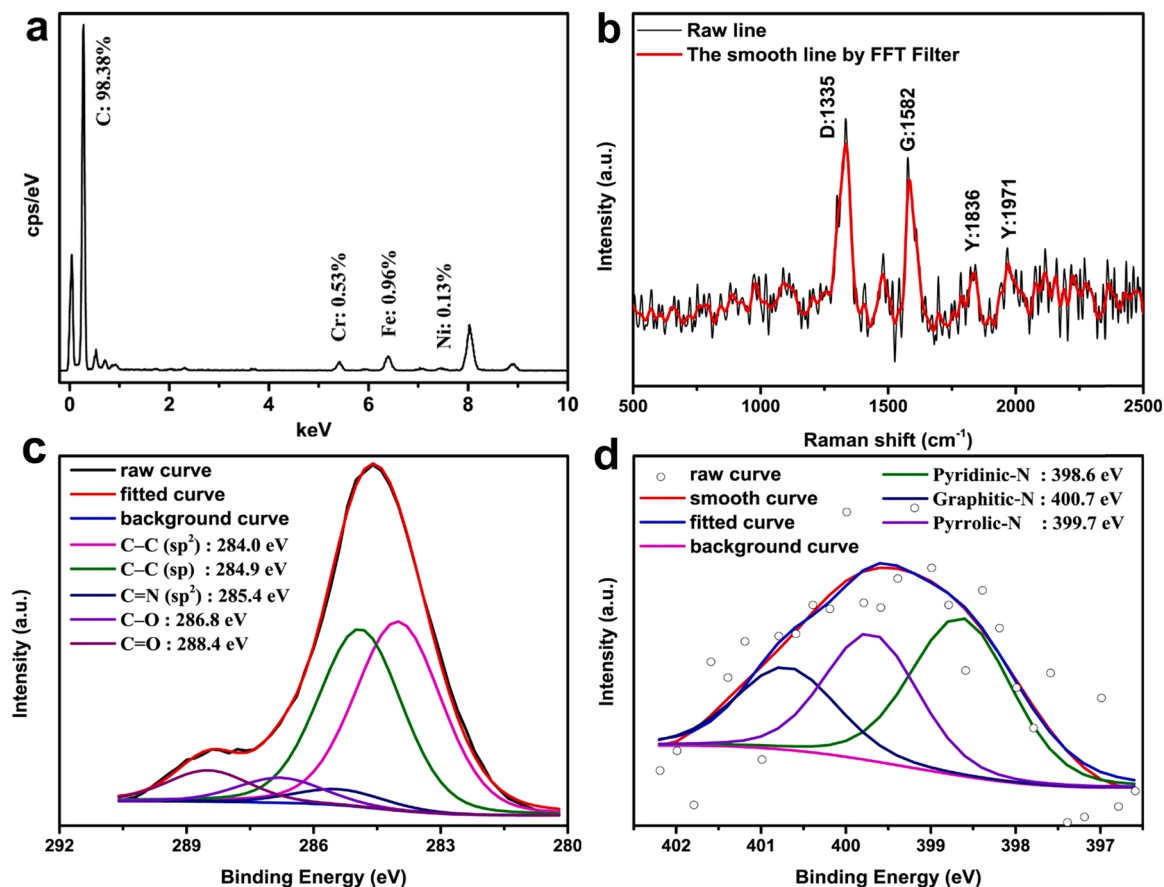 a
C: 98.38%
Cr: 0.53%
Fe: 0.96%
Ni: 0.13%
cps/eV
0 2 4 6 8 10
keV
b
Raw line
The smooth line by FFT Filter
D:1335
G:1582
Y:1836
Y:1971
Intensity (a.u.)
500 1000 1500 2000 2500
Raman shift (cm⁻¹)
c
raw curve
fitted curve
background curve
C–C (sp²) : 284.0 eV
C–C (sp) : 284.9 eV
C=N (sp²) : 285.4 eV
C–O : 286.8 eV
C=O : 288.4 eV
Intensity (a.u.)
292 289 286 283 280
Binding Energy (eV)
d
raw curve
smooth curve
fitted curve
background curve
Pyridinic-N : 398.6 eV
Graphitic-N : 400.7 eV
Pyrrolic-N : 399.7 eV
Intensity (a.u.)
402 401 400 399 398 397
Binding Energy (eV)